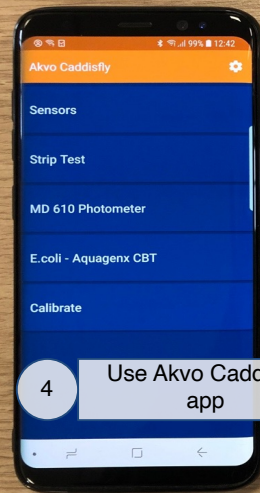 99% 12:42
Akvo Caddisfly
Sensors
Strip Test
MD 610 Photometer
E.coli - Aquagenx CBT
Calibrate
4
Use Akvo
app